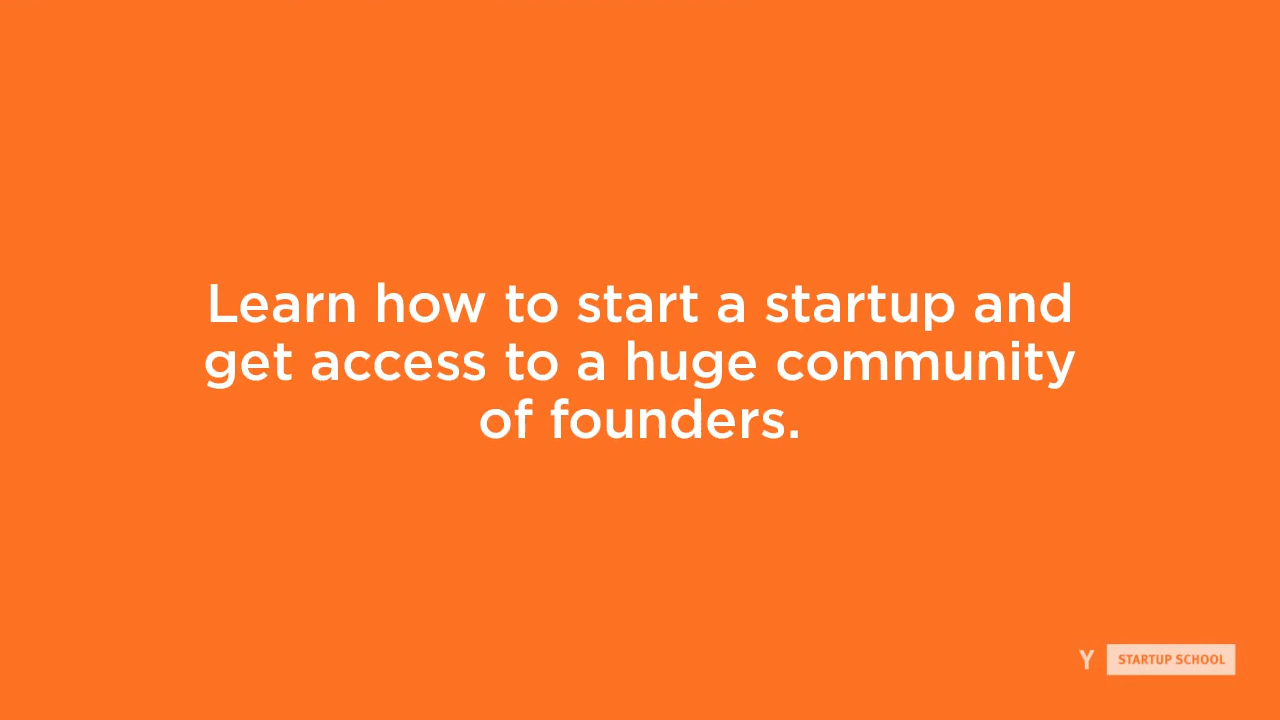 Learn how to start a startup and
get access to a huge community
of founders.
Y STARTUP SCHOOL